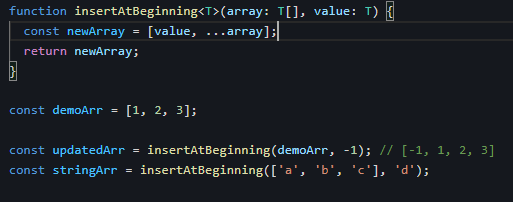 function insertAtBeginning<T>(array: T[], value: T) {
  const newArray = [value, ...array];
  return newArray;
}
const demoArr = [1, 2, 3];
const updatedArr = insertAtBeginning(demoArr, -1); // [-1, 1, 2, 3]
const stringArr = insertAtBeginning(['a', 'b', 'c'], 'd');